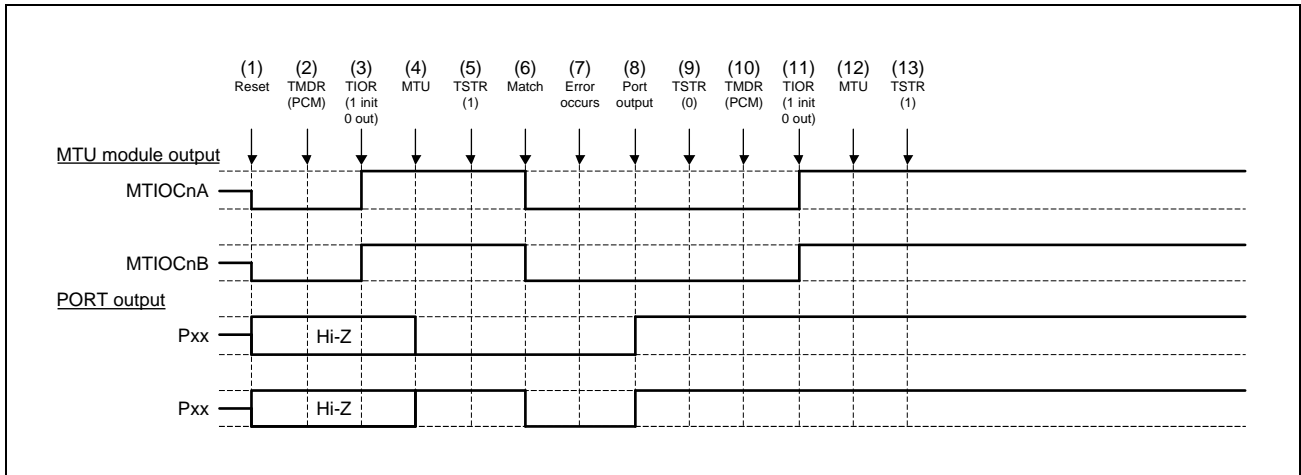 (1) (2) (3) (4) (5) (6) (7) (8) (9) (10) (11) (12) (13)
Reset TMDR TIOR MTU TSTR Match Error Port TSTR TMDR TIOR MTU TSTR
(PCM) (1 init (1) occurs output (0) (PCM) (1 init (1)
0 out) 0 out)
MTU module output
MTIOCnA
MTIOCnB
PORT output
Pxx Hi-Z
Pxx Hi-Z